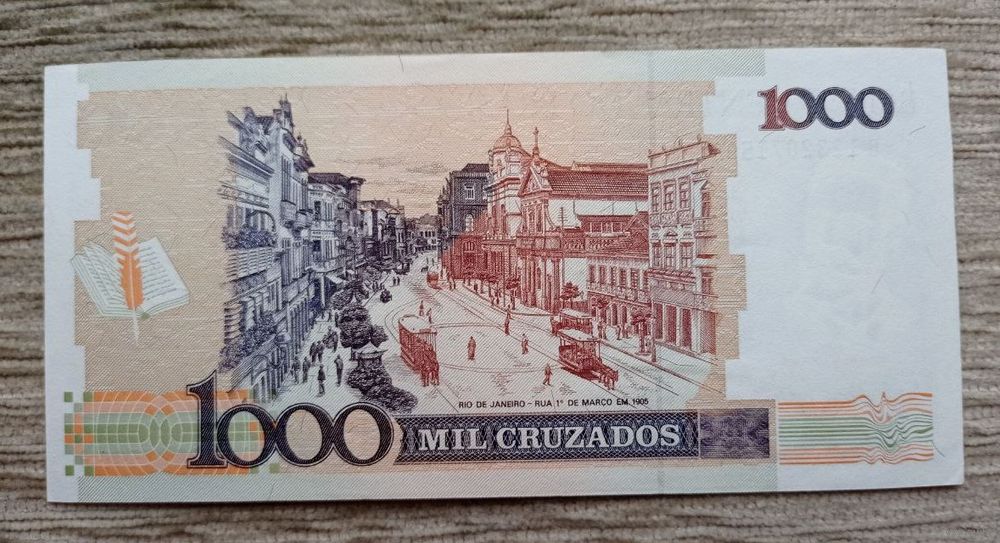 1000
RIO DE JANEIRO - RUA 1º DE MARÇO EM 1905
1000
MIL CRUZADOS